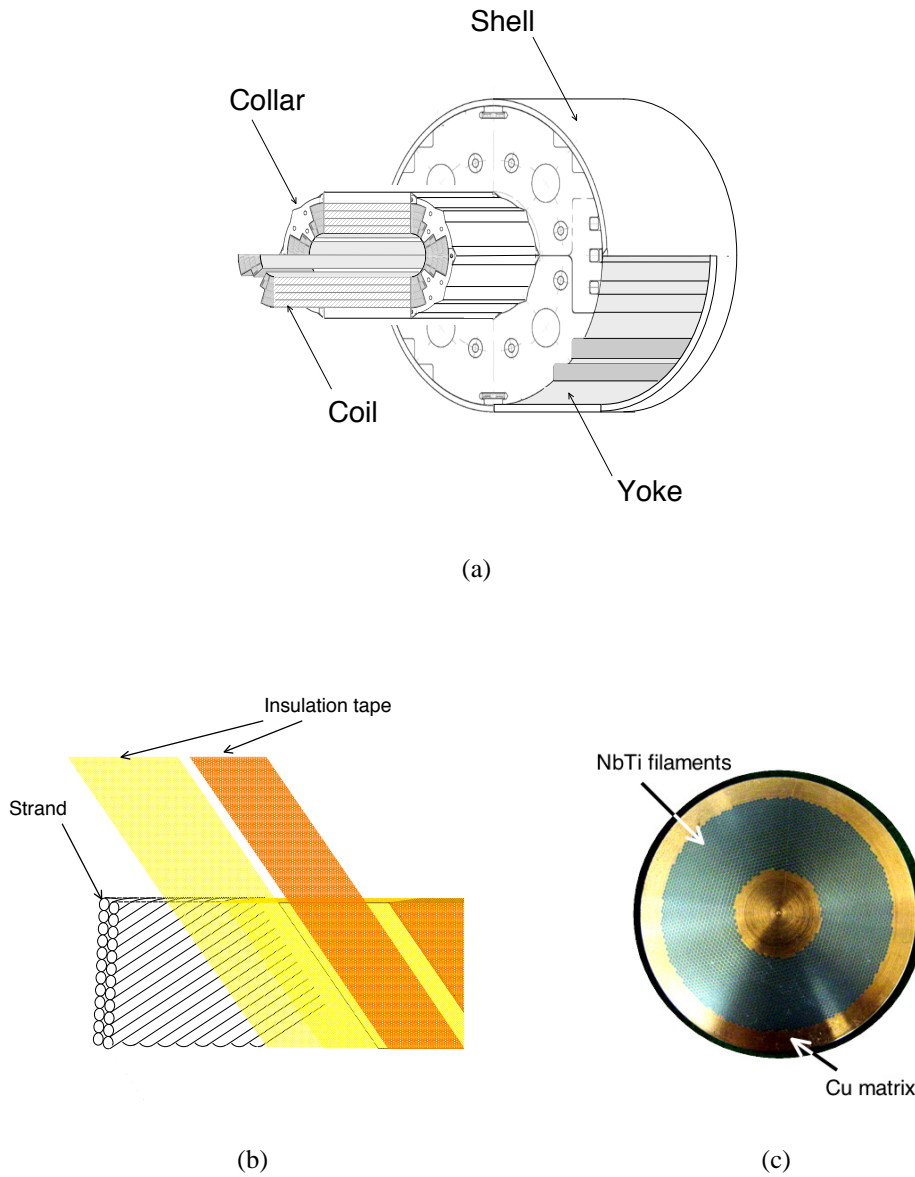 Shell
Collar
Coil
Yoke
(a)
Insulation tape
NbTi filaments
Strand
Cu matrix
(b)
(c)